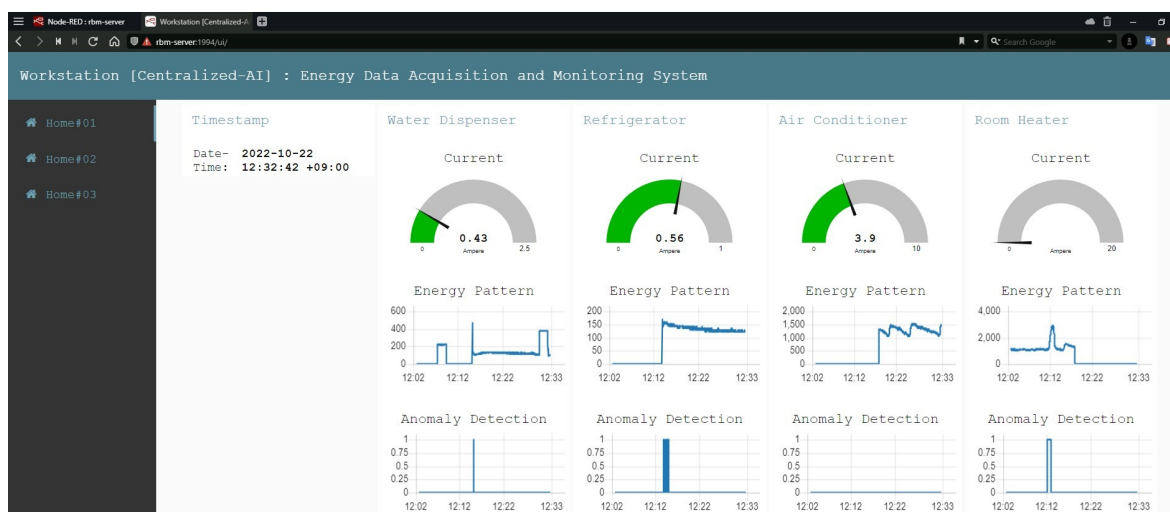 Node-RED : rbm-server
Workstation [Centralized-A
rbm-server:1994/ui/
Search Google
Workstation [Centralized-AI] : Energy Data Acquisition and Monitoring System
Home#01
Home#02
Home#03
Timestamp
Date- 2022-10-22
Time: 12:32:42 +09:00
Water Dispenser
Current
0.43
0 Ampere 2.5
Energy Pattern
600
400
200
0
12:02 12:12 12:22 12:33
Anomaly Detection
1
0.75
0.5
0.25
0
12:02 12:12 12:22 12:33
Refrigerator
Current
0.56
0 Ampere 1
Energy Pattern
200
150
100
50
0
12:02 12:12 12:22 12:33
Anomaly Detection
1
0.75
0.5
0.25
0
12:02 12:12 12:22 12:33
Air Conditioner
Current
3.9
0 Ampere 10
Energy Pattern
2,000
1,500
1,000
500
0
12:02 12:12 12:22 12:33
Anomaly Detection
1
0.75
0.5
0.25
0
12:02 12:12 12:22 12:33
Room Heater
Current
0 Ampere 20
Energy Pattern
4,000
2,000
0
12:02 12:12 12:22 12:33
Anomaly Detection
1
0.75
0.5
0.25
0
12:02 12:12 12:22 12:33